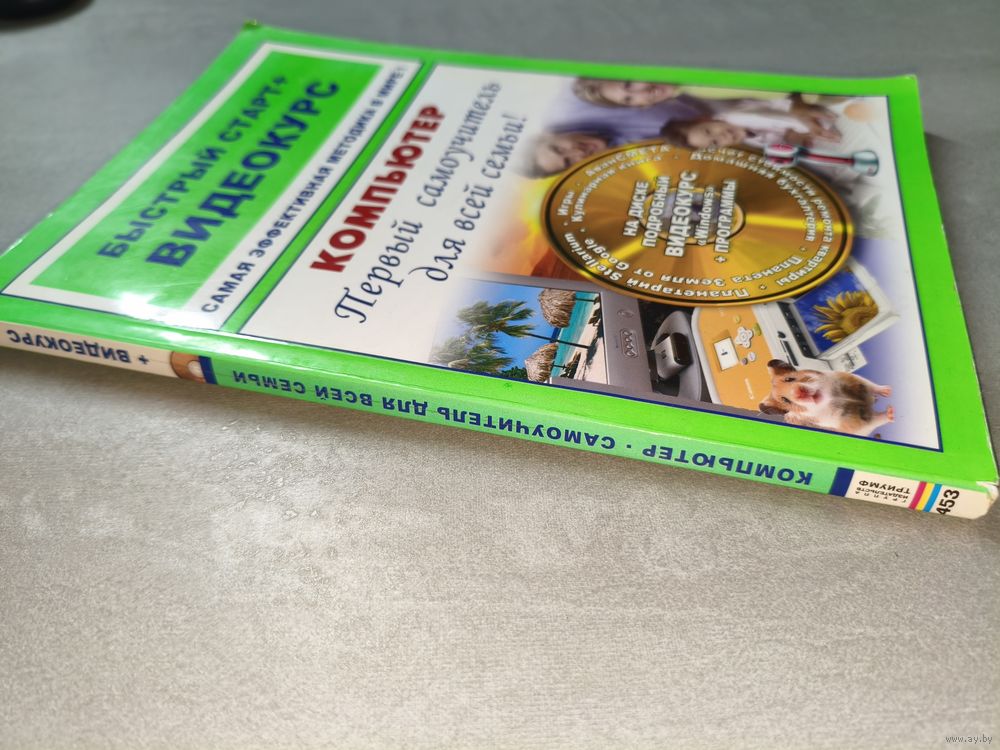 БЫСТРЫЙ СТАРТ+
ВИДЕОКУРС
САМАЯ ЭФФЕКТИВНАЯ МЕТОДИКА В МИРЕ!
КОМПЬЮТЕР
Первый самоучитель
для всей семьи!
НА ДИСКЕ
ПОДРОБНЫЙ
ВИДЕОКУРС
«Windows»
+
ПРОГРАММЫ
Планетарий Stellarium · Игры ·
Планета Земля от Google ·
Кулинарная книга ·
Домашняя бухгалтерия
КОМПЬЮТЕР · САМОУЧИТЕЛЬ ДЛЯ ВСЕЙ СЕМЬИ
+ ВИДЕОКУРС
ГРУППА
ИЗДАТЕЛЬСТВ
ТРИУМФ
453
www.ay.by